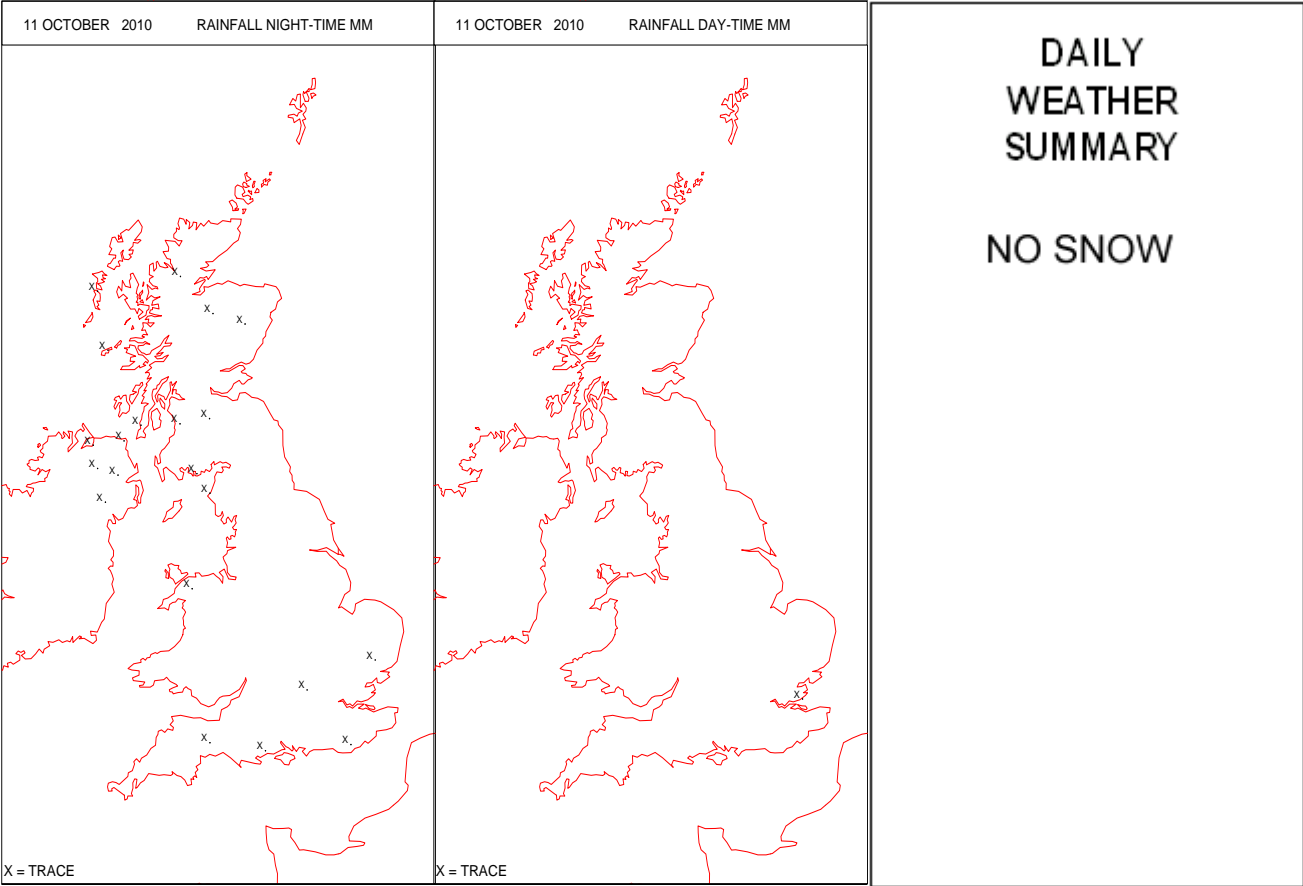 11 OCTOBER 2010 RAINFALL NIGHT-TIME MM
X.
X
X.
X.
X.
X.
X.
X.
X.
X.
X.
X.
X.
X.
X
X.
X.
X.
X.
X.
X.
X = TRACE
11 OCTOBER 2010 RAINFALL DAY-TIME MM
X.
X = TRACE
DAILY
WEATHER
SUMMARY
NO SNOW